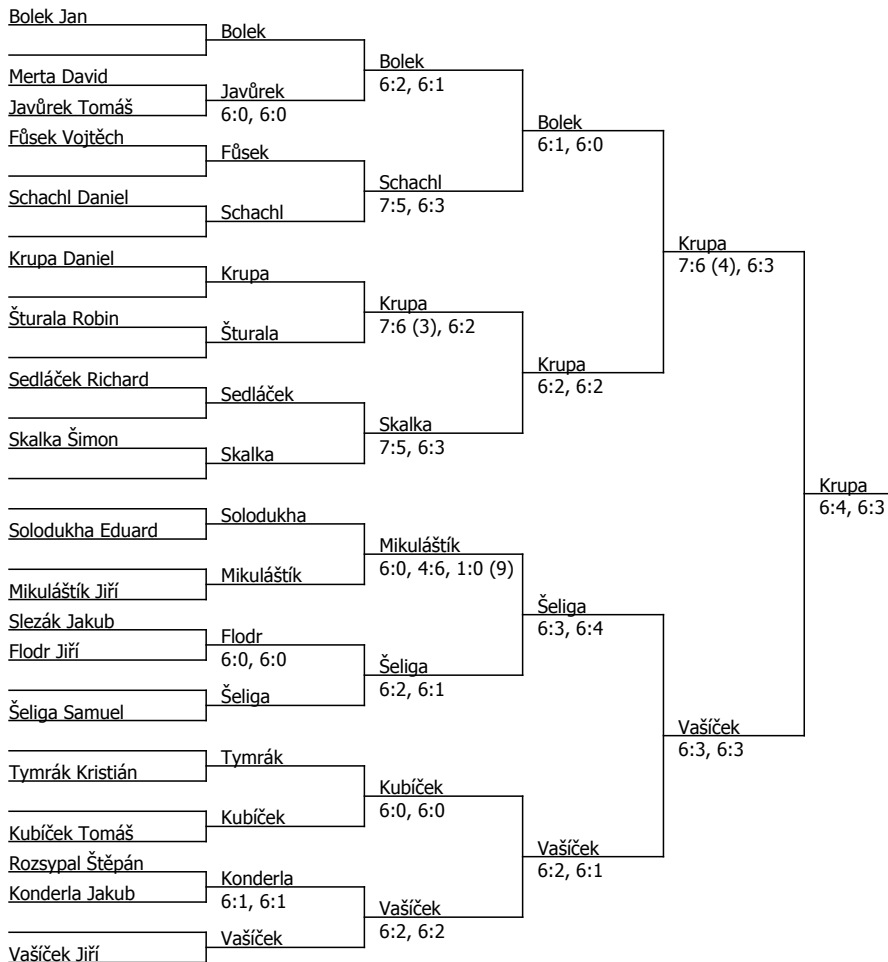 Bolek Jan
Merta David
Javůrek Tomáš
Fůsek Vojtěch
Schachl Daniel
Krupa Daniel
Šturala Robin
Sedláček Richard
Skalka Šimon
Solodukha Eduard
Mikuláštík Jiří
Slezák Jakub
Flodr Jiří
Šeliga Samuel
Tymrák Kristián
Kubíček Tomáš
Rozsypal Štěpán
Konderla Jakub
Vašíček Jiří
Bolek
Javůrek
6:0, 6:0
Fůsek
Schachl
Krupa
Šturala
Sedláček
Skalka
Solodukha
Mikuláštík
Flodr
6:0, 6:0
Šeliga
Tymrák
Kubíček
Konderla
6:1, 6:1
Vašíček
Bolek
6:2, 6:1
Schachl
7:5, 6:3
Krupa
7:6 (3), 6:2
Skalka
7:5, 6:3
Mikuláštík
6:0, 4:6, 1:0 (9)
Šeliga
6:2, 6:1
Kubíček
6:0, 6:0
Vašíček
6:2, 6:2
Bolek
6:1, 6:0
Krupa
6:2, 6:2
Šeliga
6:3, 6:4
Vašíček
6:2, 6:1
Krupa
7:6 (4), 6:3
Vašíček
6:3, 6:3
Krupa
6:4, 6:3